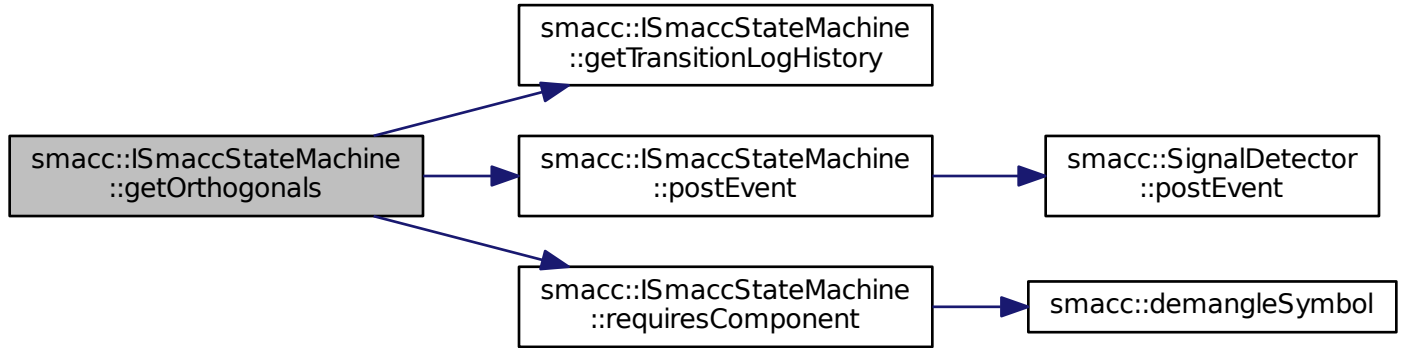 smacc::ISmaccStateMachine
::getOrthogonals
smacc::ISmaccStateMachine
::getTransitionLogHistory
smacc::ISmaccStateMachine
::postEvent
smacc::SignalDetector
::postEvent
smacc::ISmaccStateMachine
::requiresComponent
smacc::demangleSymbol